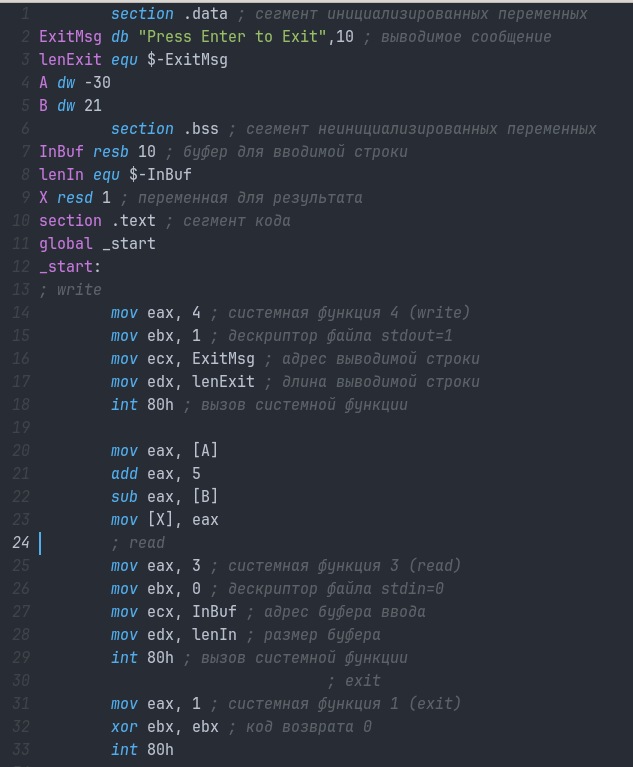 1 section .data ; сегмент инициализированных переменных
2 ExitMsg db "Press Enter to Exit",10 ; выводимое сообщение
3 lenExit equ $-ExitMsg
4 A dw -30
5 B dw 21
6 section .bss ; сегмент неинициализированных переменных
7 InBuf resb 10 ; буфер для вводимой строки
8 lenIn equ $-InBuf
9 X resd 1 ; переменная для результата
10 section .text ; сегмент кода
11 global _start
12 _start:
13 ; write
14 mov eax, 4 ; системная функция 4 (write)
15 mov ebx, 1 ; дескриптор файла stdout=1
16 mov ecx, ExitMsg ; адрес выводимой строки
17 mov edx, lenExit ; длина выводимой строки
18 int 80h ; вызов системной функции
19
20 mov eax, [A]
21 add eax, 5
22 sub eax, [B]
23 mov [X], eax
24 ; read
25 mov eax, 3 ; системная функция 3 (read)
26 mov ebx, 0 ; дескриптор файла stdin=0
27 mov ecx, InBuf ; адрес буфера ввода
28 mov edx, lenIn ; размер буфера
29 int 80h ; вызов системной функции
30 ; exit
31 mov eax, 1 ; системная функция 1 (exit)
32 xor ebx, ebx ; код возврата 0
33 int 80h